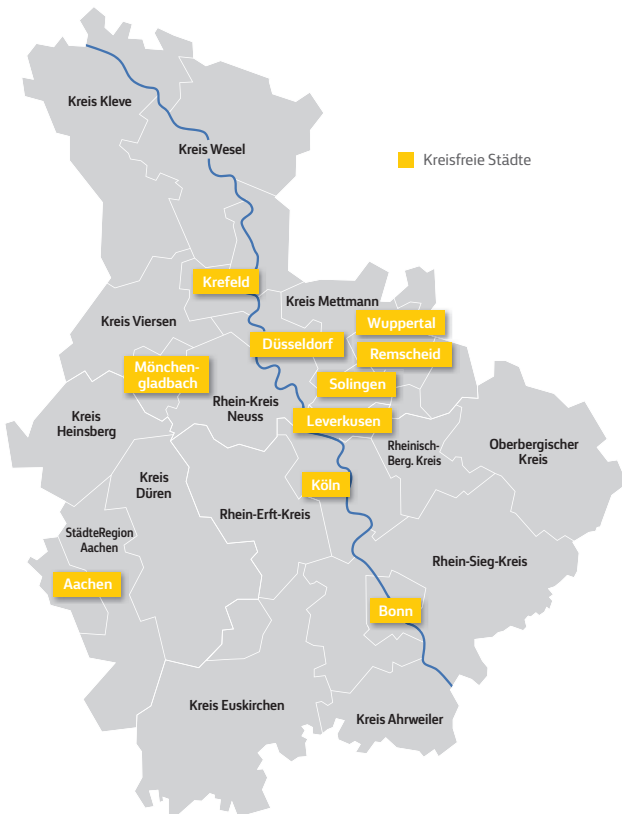 Kreis Kleve
Kreis Wesel
Kreisfreie Städte
Krefeld
Kreis Mettmann
Kreis Viersen
Wuppertal
Düsseldorf
Remscheid
Mönchen-
gladbach
Solingen
Rhein-Kreis
Neuss
Kreis
Heinsberg
Leverkusen
Rheinisch-
Berg. Kreis
Oberbergischer
Kreis
Kreis
Düren
Köln
Rhein-Erft-Kreis
StädteRegion
Aachen
Rhein-Sieg-Kreis
Aachen
Bonn
Kreis Euskirchen
Kreis Ahrweiler